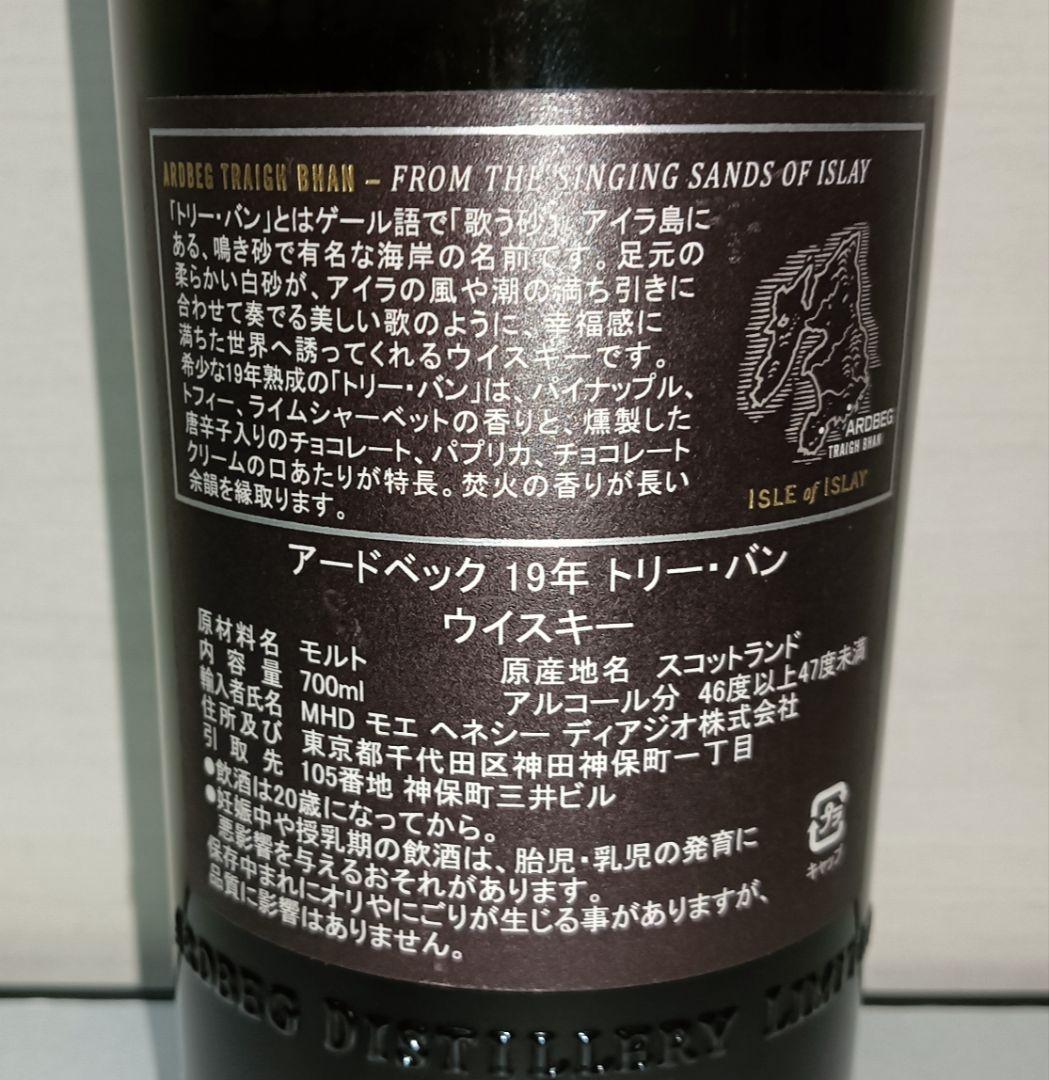 ARDBEG TRAIGH BHAN – FROM THE SINGING SANDS OF ISLAY
「トリー・バン」とはゲール語で「歌う砂」。アイラ島に
ある、鳴き砂で有名な海岸の名前です。足元の
柔らかい白砂が、アイラの風や潮の満ち引きに
合わせて奏でる美しい歌のように、幸福感に
満ちた世界へ誘ってくれるウイスキーです。
希少な19年熟成の「トリー・バン」は、パイナップル、
トフィー、ライムシャーベットの香りと、燻製した
唐辛子入りのチョコレート、パプリカ、チョコレート
クリームの口あたりが特長。焚火の香りが長い
余韻を縁取ります。
ARDBEG
TRAIGH BHAN
ISLE of ISLAY
アードベック 19年 トリー・バン
ウイスキー
原材料名 モルト 原産地名 スコットランド
内容量 700ml アルコール分 46度以上47度未満
輸入者氏名 MHD モエ ヘネシー ディアジオ株式会社
住所及び 東京都千代田区神田神保町一丁目
引取先 105番地 神保町三井ビル
●飲酒は20歳になってから。
●妊娠中や授乳期の飲酒は、胎児・乳児の発育に
悪影響を与えるおそれがあります。
保存中まれにオリやにごりが生じる事がありますが、
品質に影響はありません。
プラ
キャップ
ARDBEG DISTILLERY LIMITED